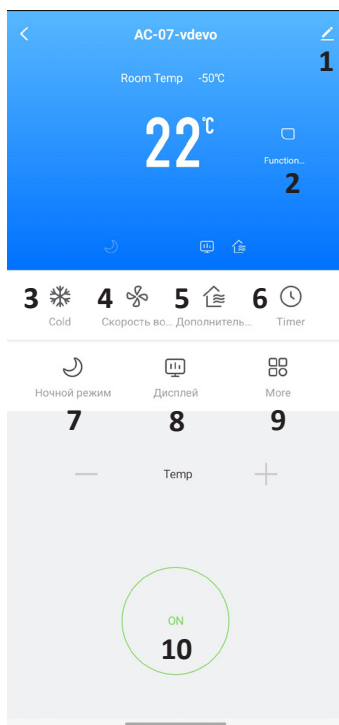 AC-07-vdevo
1
Room Temp -50℃
22℃
Function...
2
3 4 5 6
Cold Скорость во... Дополнитель... Timer
Ночной режим Дисплей More
7 8 9
Temp
ON
10